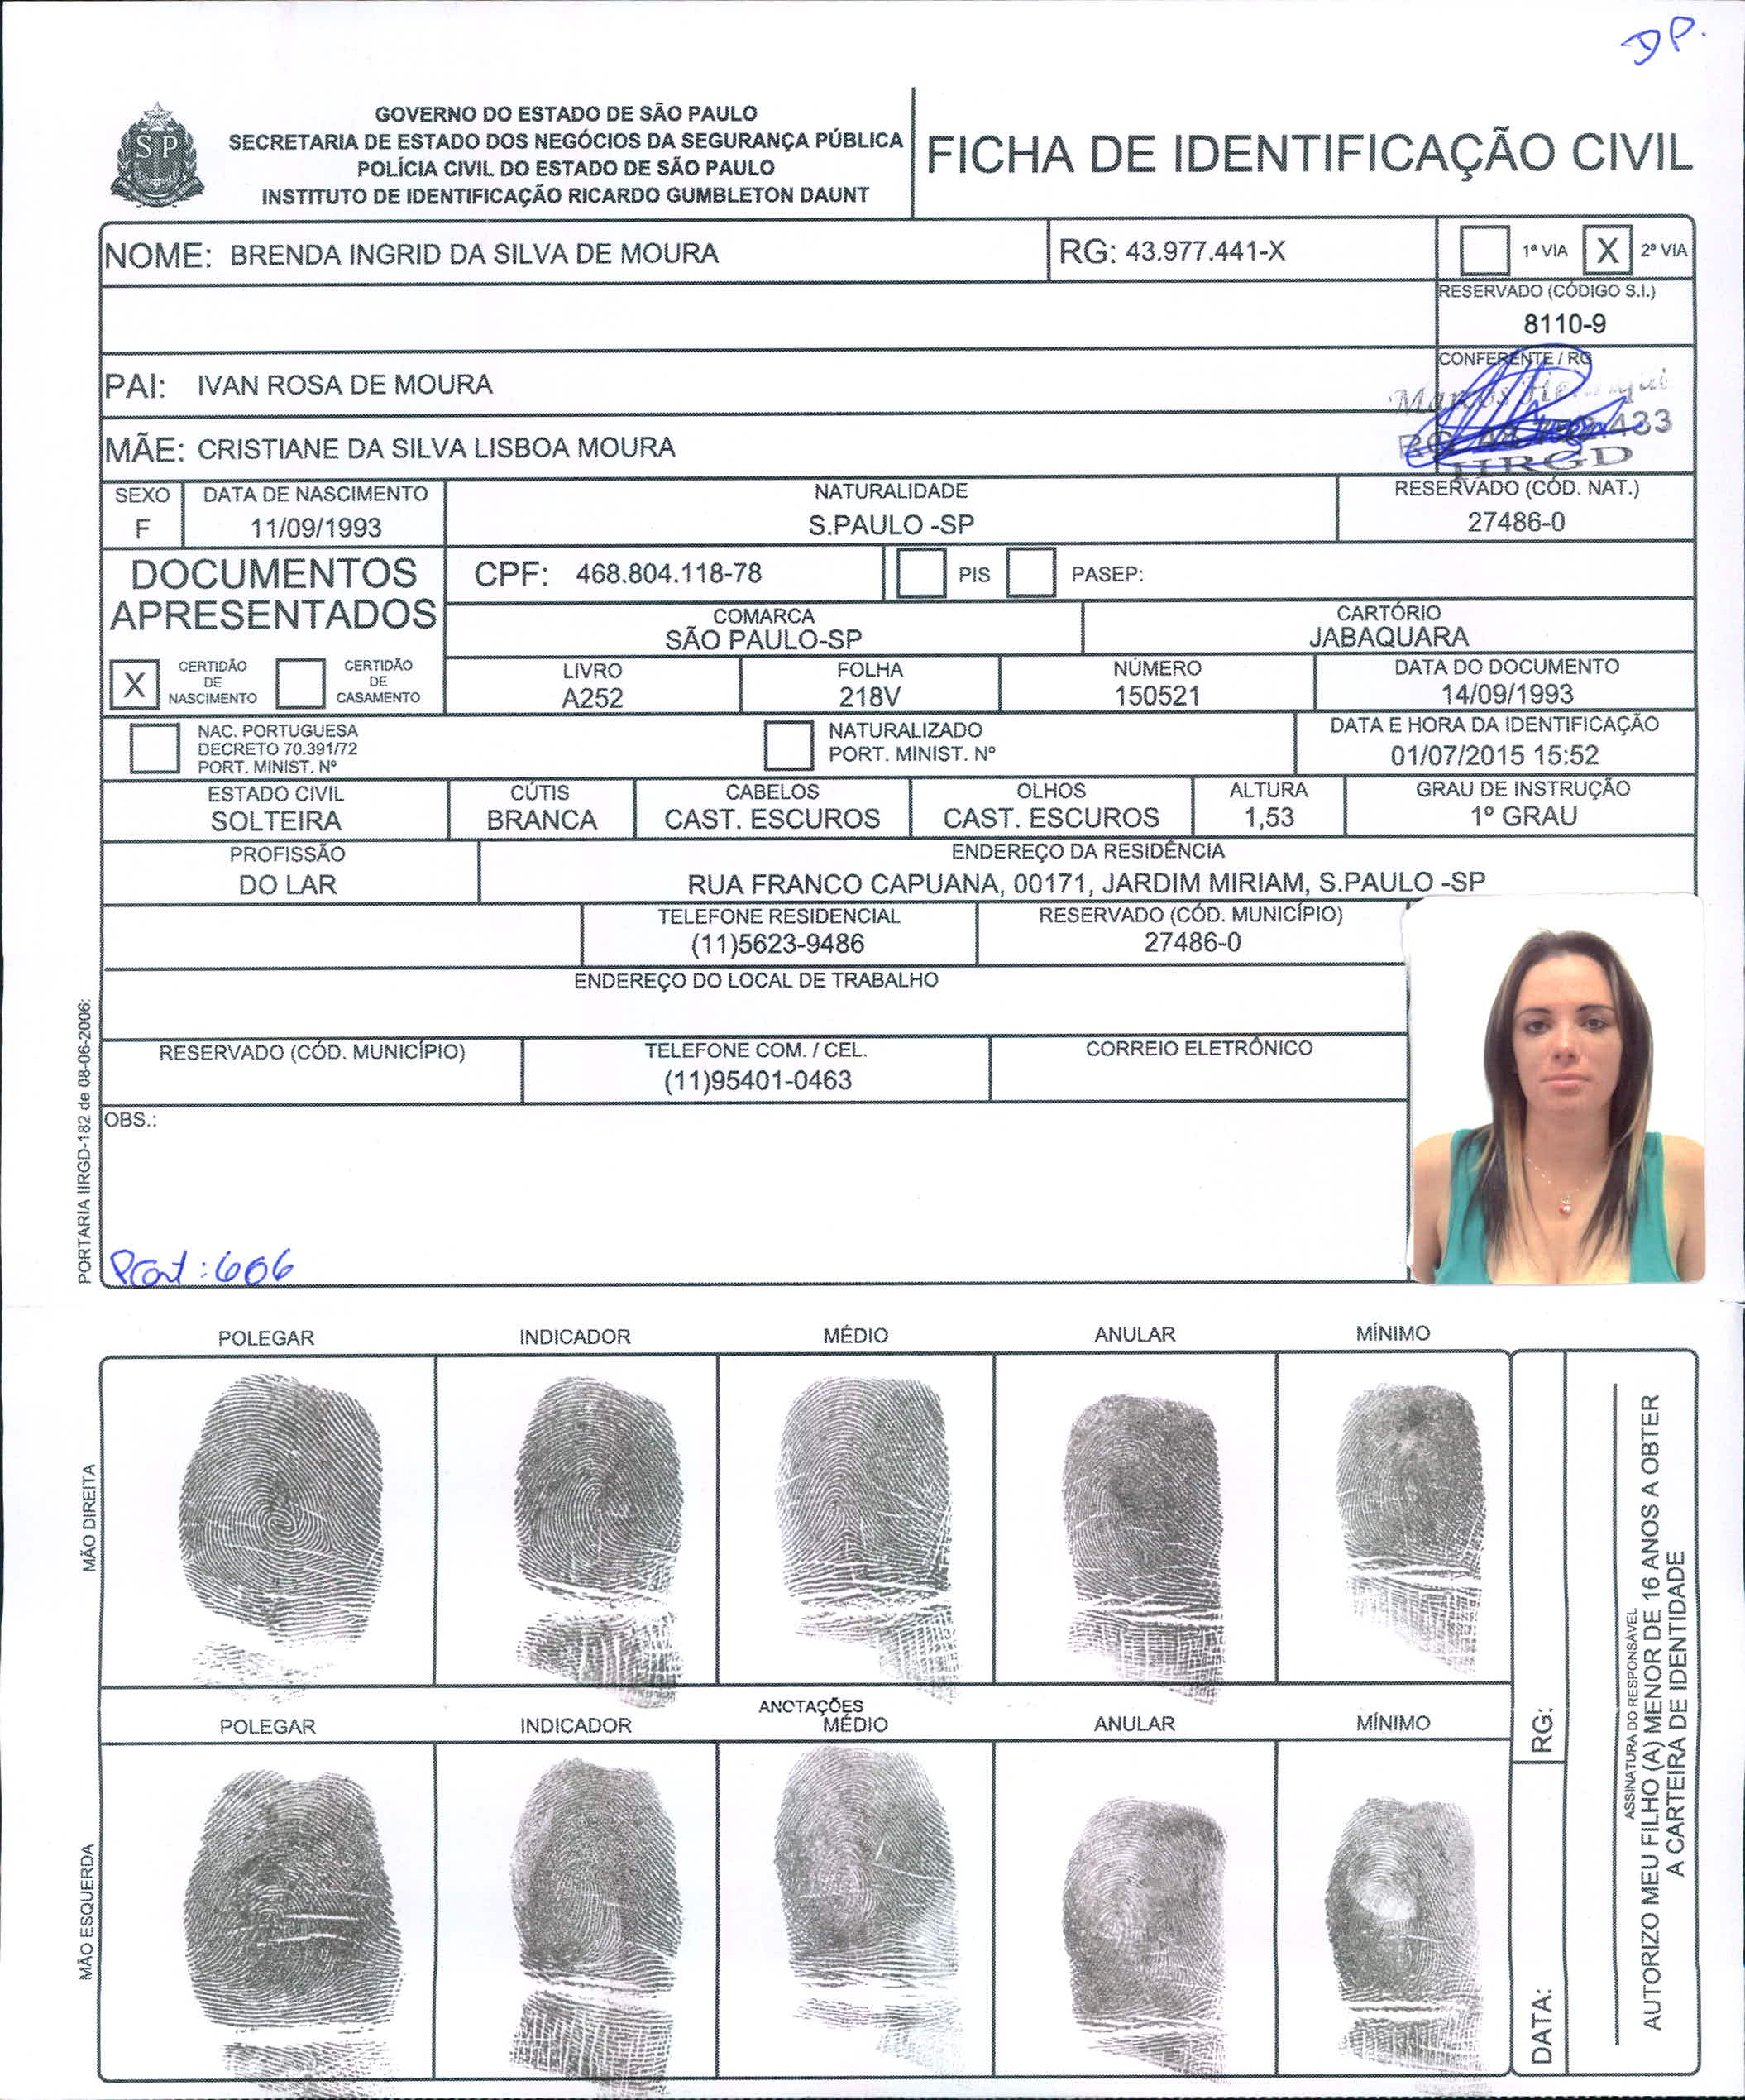 DP.
GOVERNO DO ESTADO DE SÃO PAULO
SECRETARIA DE ESTADO DOS NEGÓCIOS DA SEGURANÇA PÚBLICA
POLÍCIA CIVIL DO ESTADO DE SÃO PAULO
INSTITUTO DE IDENTIFICAÇÃO RICARDO GUMBLETON DAUNT
SP
FICHA DE IDENTIFICAÇÃO CIVIL
NOME: BRENDA INGRID DA SILVA DE MOURA
RG: 43.977.441-X
1ª VIA X 2ª VIA
RESERVADO (CÓDIGO S.I.)
8110-9
PAI: IVAN ROSA DE MOURA
CONFERENTE / RG
MÃE: CRISTIANE DA SILVA LISBOA MOURA
RG 433
IIRGD
SEXO
F
DATA DE NASCIMENTO
11/09/1993
NATURALIDADE
S.PAULO -SP
RESERVADO (CÓD. NAT.)
27486-0
DOCUMENTOS
APRESENTADOS
CPF: 468.804.118-78
PIS
PASEP:
COMARCA
SÃO PAULO-SP
CARTÓRIO
JABAQUARA
X CERTIDÃO DE NASCIMENTO
CERTIDÃO DE CASAMENTO
LIVRO
A252
FOLHA
218V
NÚMERO
150521
DATA DO DOCUMENTO
14/09/1993
NAC. PORTUGUESA
DECRETO 70.391/72
PORT. MINIST. Nº
NATURALIZADO
PORT. MINIST. Nº
DATA E HORA DA IDENTIFICAÇÃO
01/07/2015 15:52
ESTADO CIVIL
SOLTEIRA
CÚTIS
BRANCA
CABELOS
CAST. ESCUROS
OLHOS
CAST. ESCUROS
ALTURA
1,53
GRAU DE INSTRUÇÃO
1º GRAU
PROFISSÃO
DO LAR
ENDEREÇO DA RESIDÊNCIA
RUA FRANCO CAPUANA, 00171, JARDIM MIRIAM, S.PAULO -SP
TELEFONE RESIDENCIAL
(11)5623-9486
RESERVADO (CÓD. MUNICÍPIO)
27486-0
ENDEREÇO DO LOCAL DE TRABALHO
RESERVADO (CÓD. MUNICÍPIO)
TELEFONE COM. / CEL.
(11)95401-0463
CORREIO ELETRÔNICO
OBS.:
Pront: 606
PORTARIA IIRGD-182 de 08-06-2006:
POLEGAR INDICADOR MÉDIO ANULAR MÍNIMO
MÃO DIREITA
ANOTAÇÕES
POLEGAR INDICADOR MÉDIO ANULAR MÍNIMO
MÃO ESQUERDA
RG:
DATA:
ASSINATURA DO RESPONSÁVEL
AUTORIZO MEU FILHO (A) MENOR DE 16 ANOS A OBTER
A CARTEIRA DE IDENTIDADE